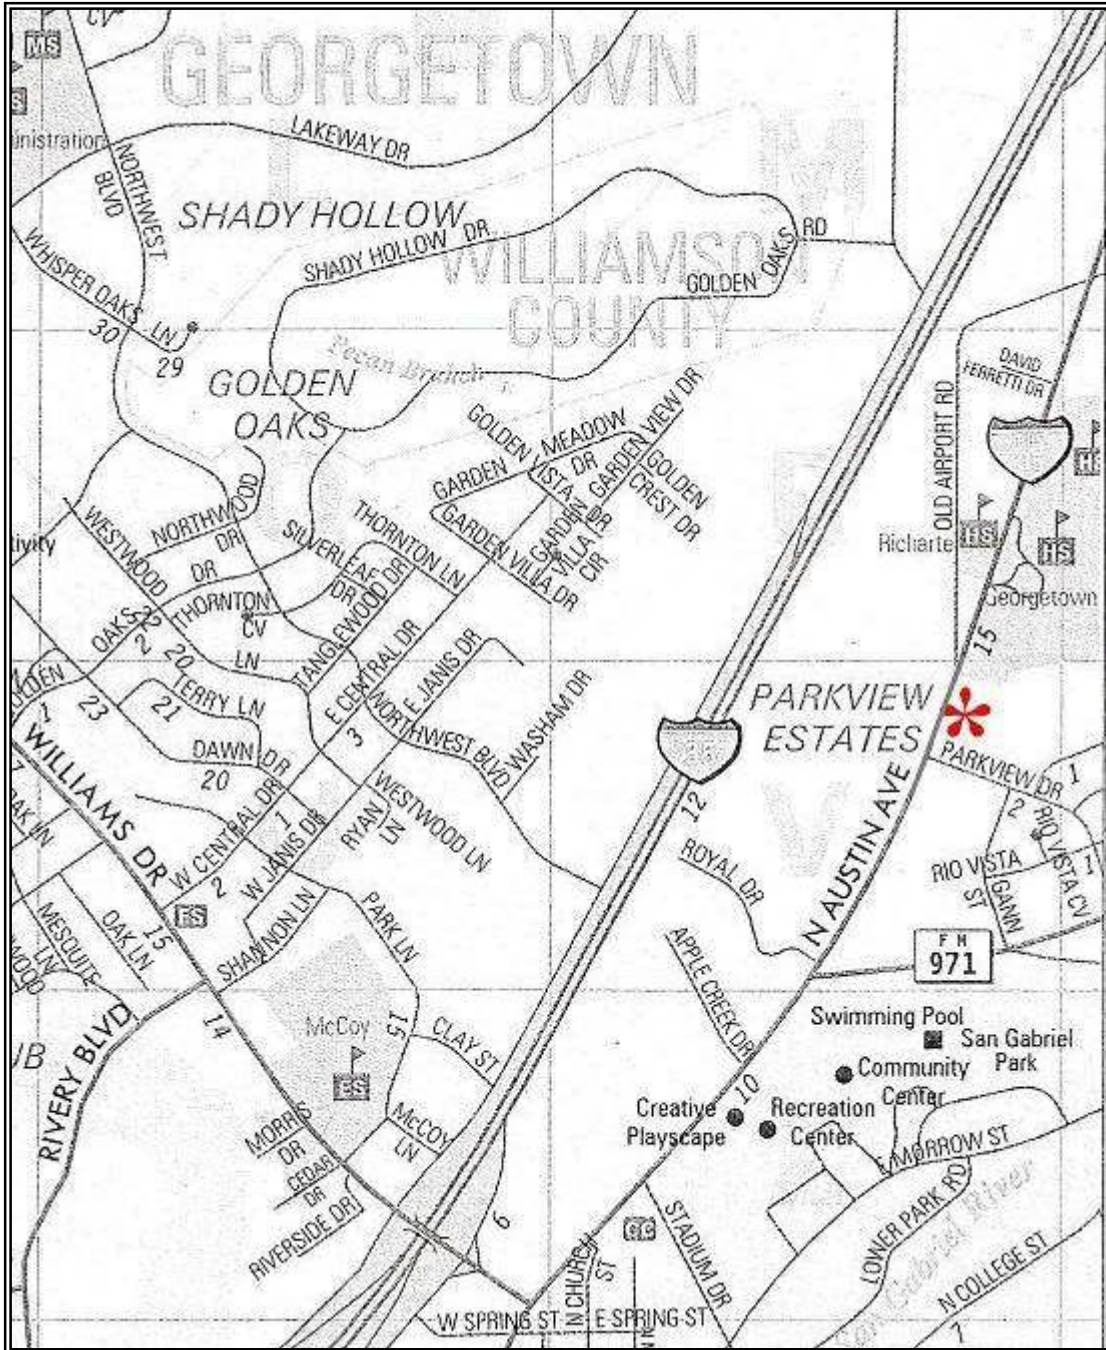 CV
MS
GEORGETOWN
LAKEWAY DR
NORTHWEST
BLVD
SHADY HOLLOW
WHISPER OAKS LN
SHADY HOLLOW DR
WILLIAMSON
COUNTY
GOLDEN OAKS RD
30
29
Pecan Branch
GOLDEN
OAKS
DAVID
FERRETTI DR
OLD AIRPORT RD
GOLDEN
VISTA
DR
GARDEN MEADOW
DR
GARDEN VIEW DR
GOLDEN
CREST DR
GARDEN
VILLA
CIR
GARDEN VILLA DR
WESTWOOD
NORTHWOOD
DR
SILVERLEAF
DR
THORNTON LN
Richarte
HS
HS
Georgetown
15
OAKS DR
22
2
THORNTON
CV
20
LN
TANGLEWOOD DR
E CENTRAL DR
E JANIS DR
NORTHWEST BLVD
WASHAM DR
1
23
21
TERRY LN
DAWN DR
20
3
PARKVIEW
ESTATES
*
PARKVIEW DR
1
2
RIO VISTA CV
RIO VISTA
ST
GANN
1
WILLIAMS DR
OAK LN
W CENTRAL DR
1
2
W JANIS DR
RYAN
LN
WESTWOOD LN
12
ROYAL DR
N AUSTIN AVE
FM
971
FS
SHANNON LN
PARK LN
MESQUITE
LN
OAK LN
15
APPLE CREEK DR
14
McCoy
ES
15
CLAY ST
McCOY
LN
RIVERY BLVD
MORRIS
DR
CEDAR
DR
RIVERSIDE DR
Swimming Pool
San Gabriel
Park
Community
Center
10
Creative
Playscape
Recreation
Center
E MORROW ST
LOWER PARK RD
San Gabriel River
N COLLEGE ST
7
6
GC
STADIUM DR
N CHURCH
ST
W SPRING ST
E SPRING ST